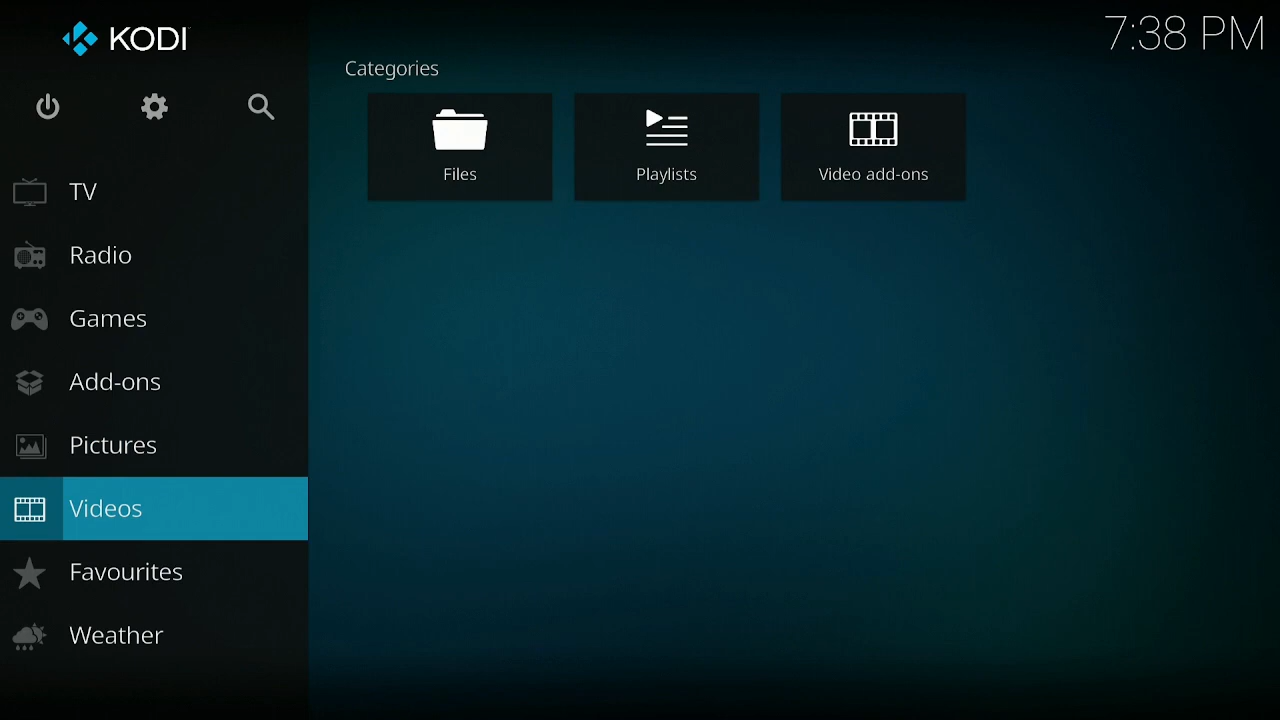 KODI
7:38 PM
Categories
Files
Playlists
Video add-ons
TV
Radio
Games
Add-ons
Pictures
Videos
Favourites
Weather